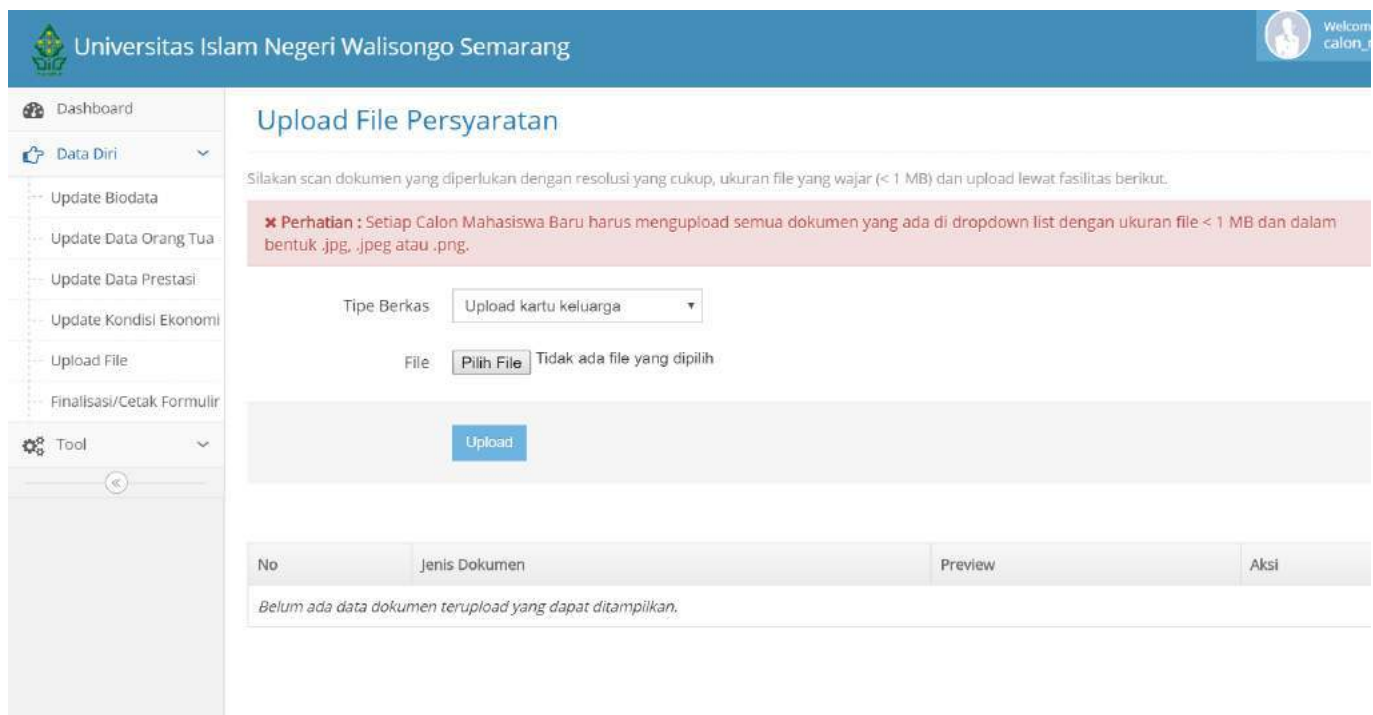 Universitas Islam Negeri Walisongo Semarang
Dashboard
Data Diri
Update Biodata
Update Data Orang Tua
Update Data Prestasi
Update Kondisi Ekonomi
Upload File
Finalisasi/Cetak Formulir
Tool
Upload File Persyaratan
Silakan scan dokumen yang diperlukan dengan resolusi yang cukup, ukuran file yang wajar (< 1 MB) dan upload lewat fasilitas berikut.
✖ Perhatian : Setiap Calon Mahasiswa Baru harus mengupload semua dokumen yang ada di dropdown list dengan ukuran file < 1 MB dan dalam
bentuk .jpg, .jpeg atau .png.
Tipe Berkas Upload kartu keluarga
File Pilih File Tidak ada file yang dipilih
Upload
No Jenis Dokumen Preview Aksi
Belum ada data dokumen terupload yang dapat ditampilkan.